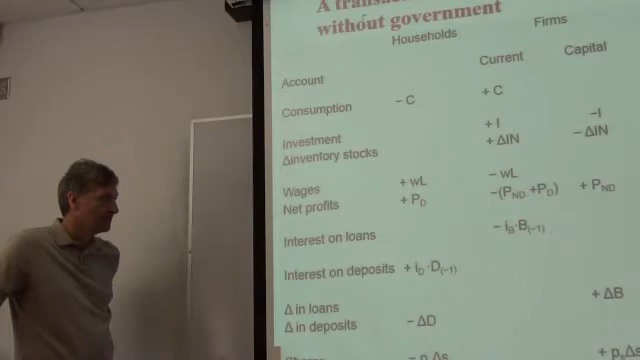 A transac
without government
Households Firms
Current Capital
Account
Consumption − C + C
Investment + I −I
Δinventory stocks + ΔIN − ΔIN
Wages + wL − wL
Net profits + P_D −(P_ND +P_D) + P_ND
Interest on loans − i_B·B_(−1)
Interest on deposits + i_D·D_(−1)
Δ in loans + ΔB
Δ in deposits − ΔD